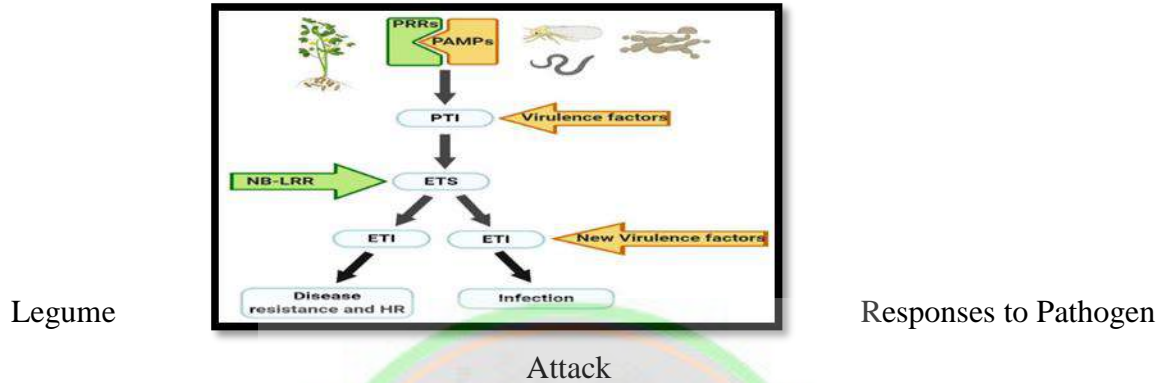 PRRs
PAMPs
PTI
Virulence factors
NB-LRR
ETS
ETI
ETI
New Virulence factors
Disease
resistance and HR
Infection
Legume Responses to Pathogen
Attack